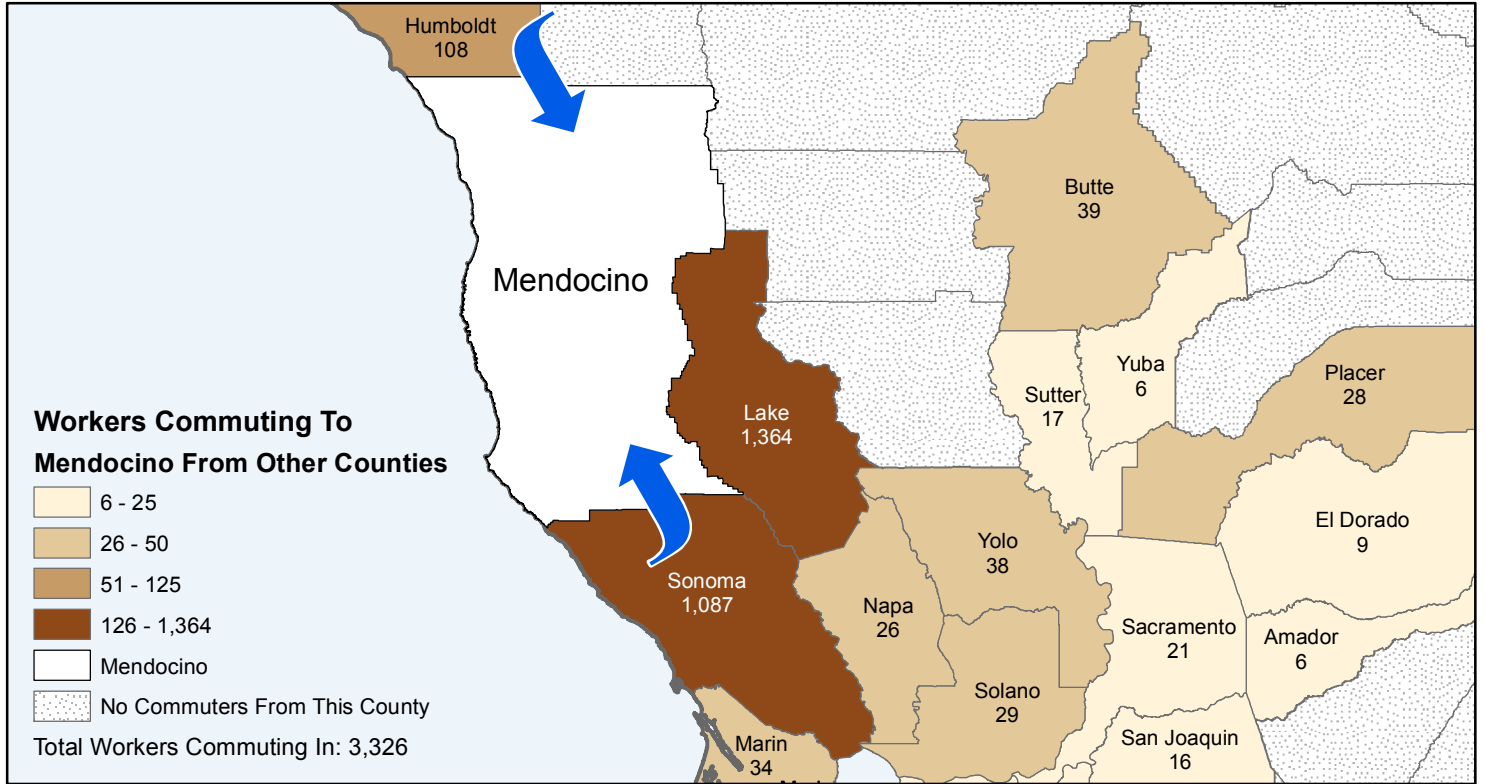 Humboldt
108
Butte
39
Mendocino
Yuba
6
Placer
28
Sutter
17
Lake
1,364
Workers Commuting To
Mendocino From Other Counties
6 - 25
26 - 50
51 - 125
126 - 1,364
Mendocino
No Commuters From This County
Total Workers Commuting In: 3,326
El Dorado
9
Yolo
38
Sonoma
1,087
Napa
26
Sacramento
21
Amador
6
Solano
29
Marin
34
San Joaquin
16